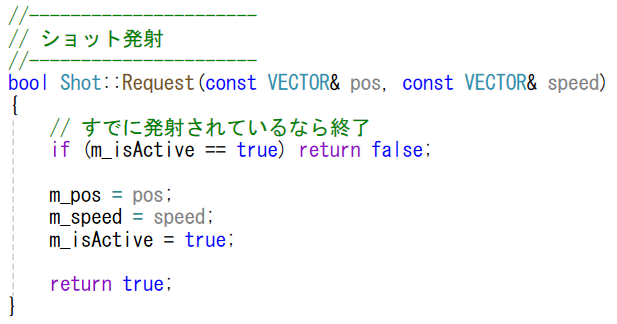 //----------------------
// ショット発射
//----------------------
bool Shot::Request(const VECTOR& pos, const VECTOR& speed)
{
    // すでに発射されているなら終了
    if (m_isActive == true) return false;

    m_pos = pos;
    m_speed = speed;
    m_isActive = true;

    return true;
}